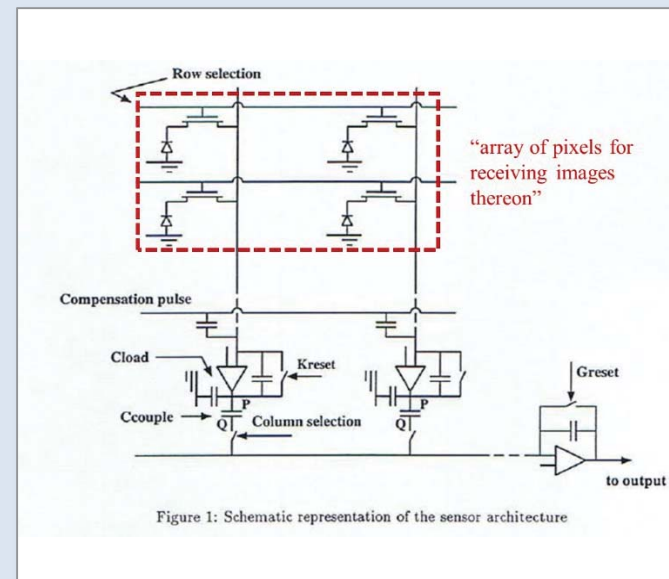 Row selection
“array of pixels for
receiving images
thereon”
Compensation pulse
Cload
Kreset
Greset
P
P
Ccouple
Q
Column selection
Q
to output
Figure 1: Schematic representation of the sensor architecture